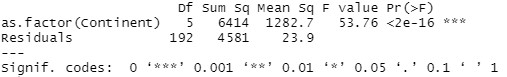 Df Sum Sq Mean Sq F value Pr(>F)
as.factor(Continent) 5 6414 1282.7 53.76 <2e-16 ***
Residuals 192 4581 23.9
---
Signif. codes: 0 ‘***’ 0.001 ‘**’ 0.01 ‘*’ 0.05 ‘.’ 0.1 ‘ ’ 1